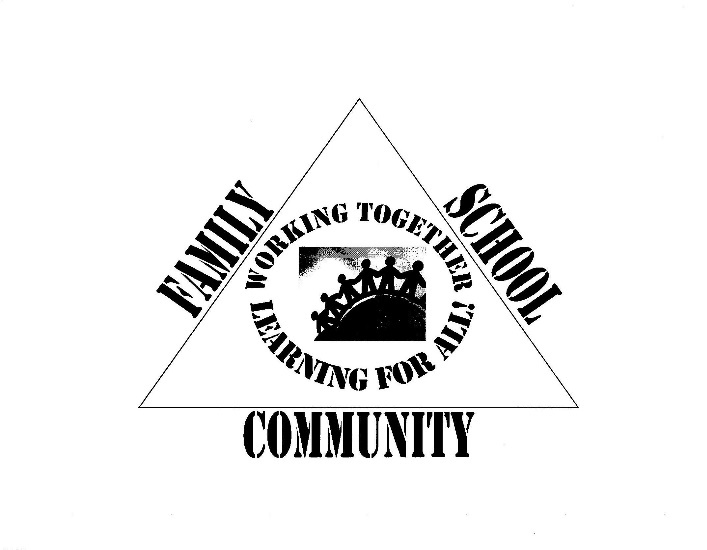 FAMILY
SCHOOL
WORKING TOGETHER
LEARNING FOR ALL!
COMMUNITY